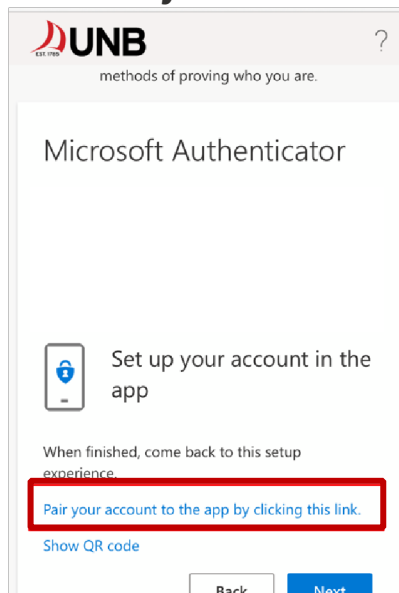 UNB
EST. 1785
?
methods of proving who you are.
Microsoft Authenticator
Set up your account in the
app
When finished, come back to this setup
experience.
Pair your account to the app by clicking this link.
Show QR code
Back
Next